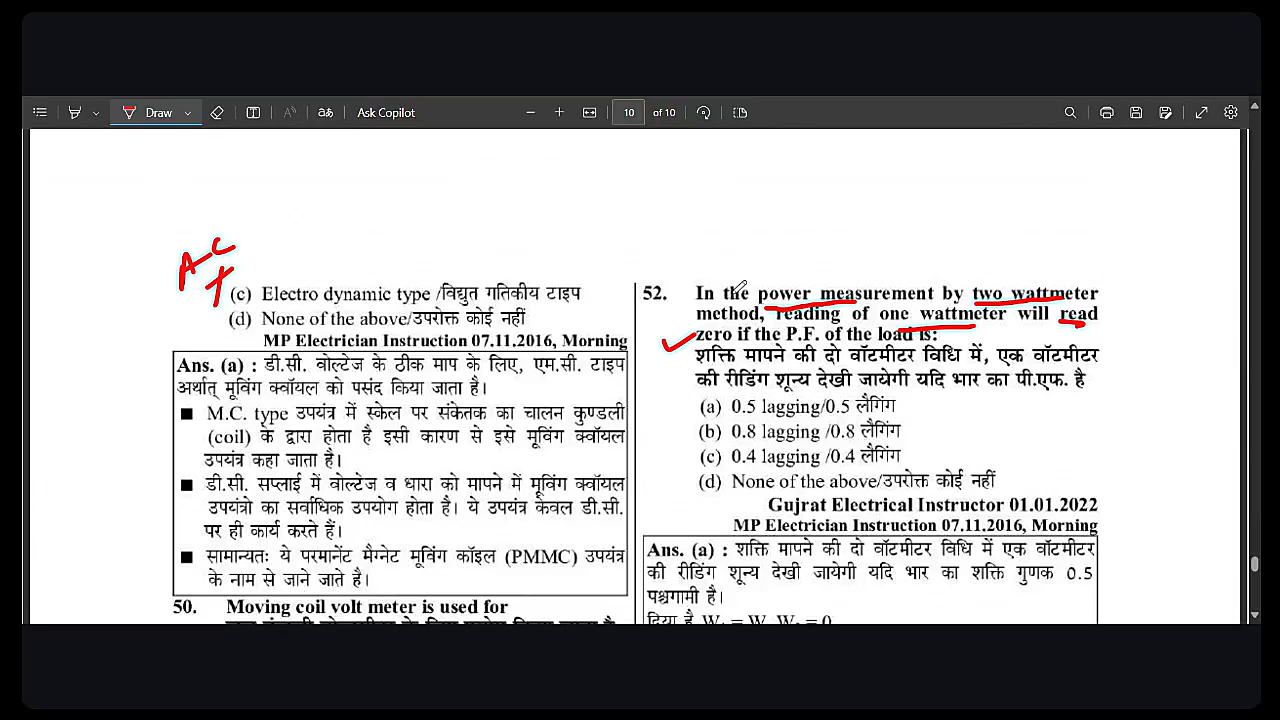 Draw
Ask Copilot
10 of 10
AC
(c) Electro dynamic type /विद्युत गतिकीय टाइप
(d) None of the above/उपरोक्त कोई नहीं
MP Electrician Instruction 07.11.2016, Morning
Ans. (a) : डी.सी. वोल्टेज के ठीक माप के लिए, एम.सी. टाइप
अर्थात् मूविंग क्वॉयल को पसंद किया जाता है।
■ M.C. type उपयंत्र में स्केल पर संकेतक का चालन कुण्डली
(coil) के द्वारा होता है इसी कारण से इसे मूविंग क्वॉयल
उपयंत्र कहा जाता है।
■ डी.सी. सप्लाई में वोल्टेज व धारा को मापने में मूविंग क्वॉयल
उपयंत्रो का सर्वाधिक उपयोग होता है। ये उपयंत्र केवल डी.सी.
पर ही कार्य करते हैं।
■ सामान्यतः ये परमानेंट मैग्नेट मूविंग कॉइल (PMMC) उपयंत्र
के नाम से जाने जाते है।
50. Moving coil volt meter is used for
52. In the power measurement by two wattmeter
method, reading of one wattmeter will read
zero if the P.F. of the load is:
शक्ति मापने की दो वॉटमीटर विधि में, एक वॉटमीटर
की रीडिंग शून्य देखी जायेगी यदि भार का पी.एफ. है
(a) 0.5 lagging/0.5 लैगिंग
(b) 0.8 lagging /0.8 लैगिंग
(c) 0.4 lagging /0.4 लैगिंग
(d) None of the above/उपरोक्त कोई नहीं
Gujrat Electrical Instructor 01.01.2022
MP Electrician Instruction 07.11.2016, Morning
Ans. (a) : शक्ति मापने की दो वॉटमीटर विधि में एक वॉटमीटर
की रीडिंग शून्य देखी जायेगी यदि भार का शक्ति गुणक 0.5
पश्चगामी है।
दिया है